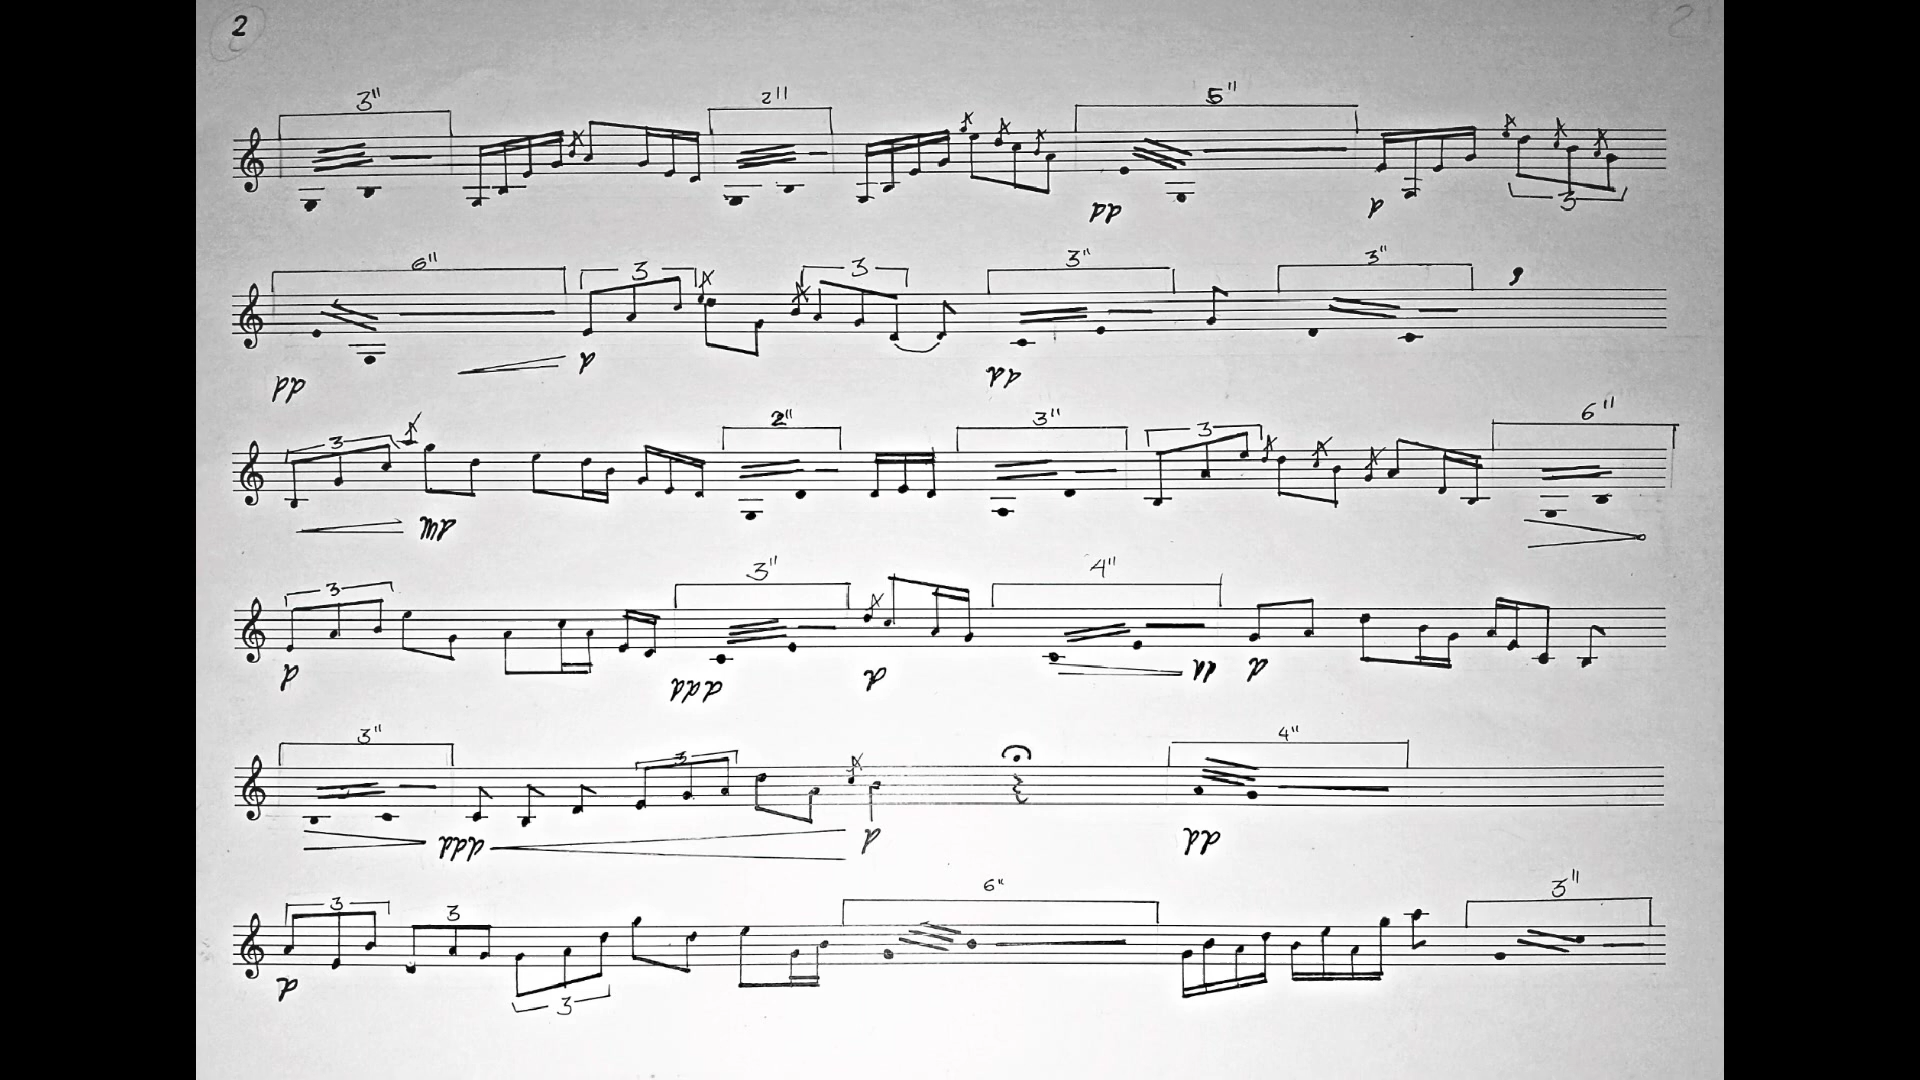 2
3" 2" 5"
pp p 3
6" 3 3 3" 3"
p
pp pp
3 2" 3" 3 6"
mp
3 3" 4"
p ppp p pp p
3" 3 4"
ppp p pp
3 3 6" 3"
p 3